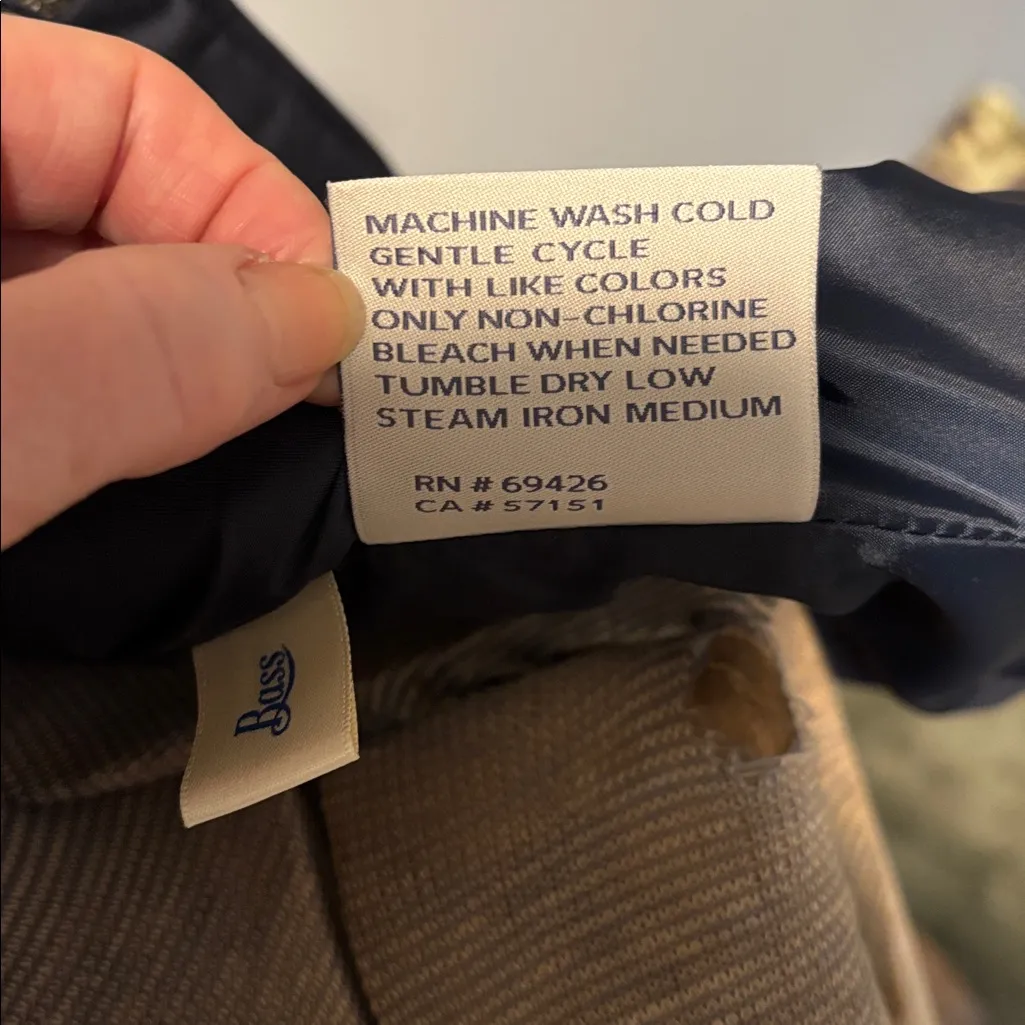 MACHINE WASH COLD
GENTLE CYCLE
WITH LIKE COLORS
ONLY NON-CHLORINE
BLEACH WHEN NEEDED
TUMBLE DRY LOW
STEAM IRON MEDIUM
RN # 69426
CA # 57151
Bass